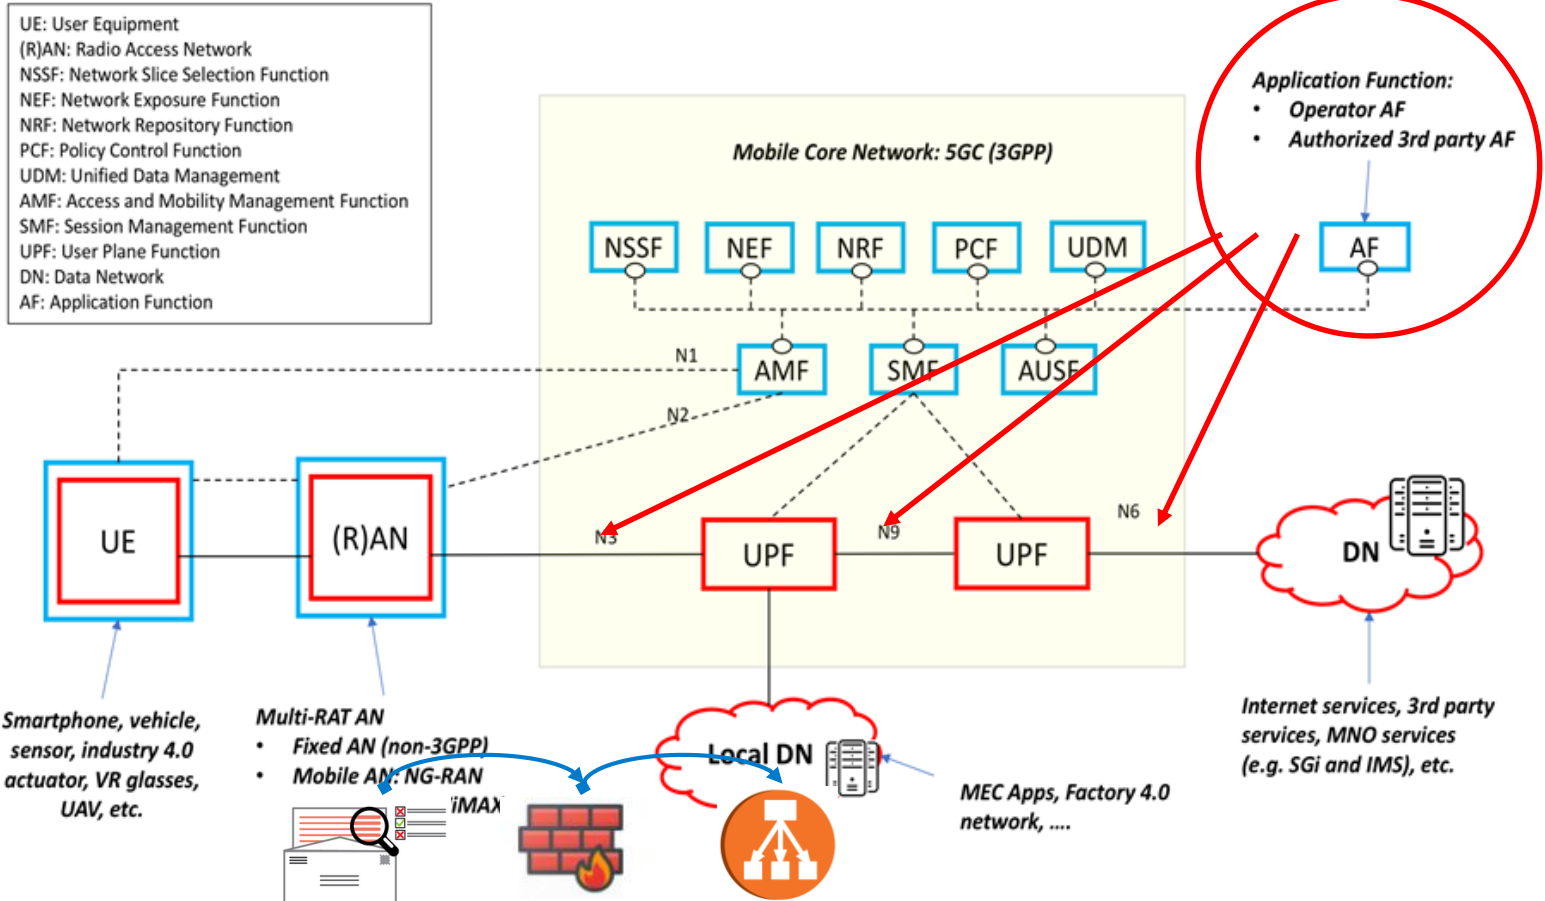 UE: User Equipment
(R)AN: Radio Access Network
NSSF: Network Slice Selection Function
NEF: Network Exposure Function
NRF: Network Repository Function
PCF: Policy Control Function
UDM: Unified Data Management
AMF: Access and Mobility Management Function
SMF: Session Management Function
UPF: User Plane Function
DN: Data Network
AF: Application Function
Application Function:
• Operator AF
• Authorized 3rd party AF
Mobile Core Network: 5GC (3GPP)
NSSF
NEF
NRF
PCF
UDM
AF
N1
AMF
SMF
AUSF
N2
UE
(R)AN
N3
UPF
N9
UPF
N6
DN
Smartphone, vehicle,
sensor, industry 4.0
actuator, VR glasses,
UAV, etc.
Multi-RAT AN
• Fixed AN (non-3GPP)
• Mobile AN: NG-RAN
iMAX
Local DN
MEC Apps, Factory 4.0
network, ....
Internet services, 3rd party
services, MNO services
(e.g. SGi and IMS), etc.